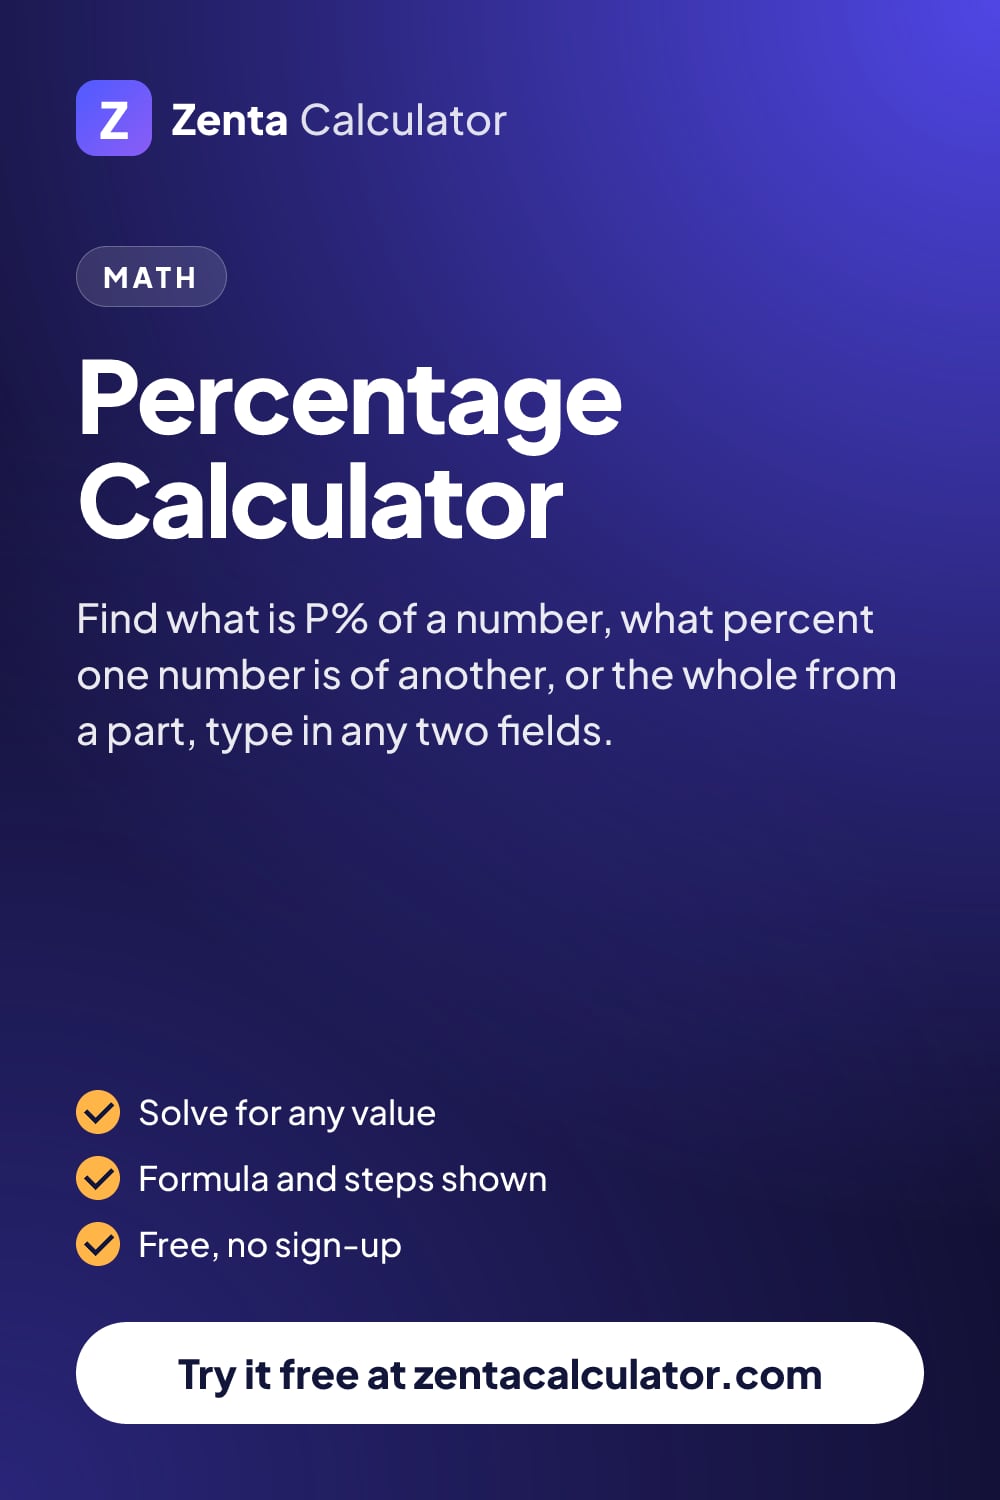 Z
Zenta Calculator
MATH
Percentage
Calculator
Find what is P% of a number, what percent
one number is of another, or the whole from
a part, type in any two fields.
Solve for any value
Formula and steps shown
Free, no sign-up
Try it free at zentacalculator.com